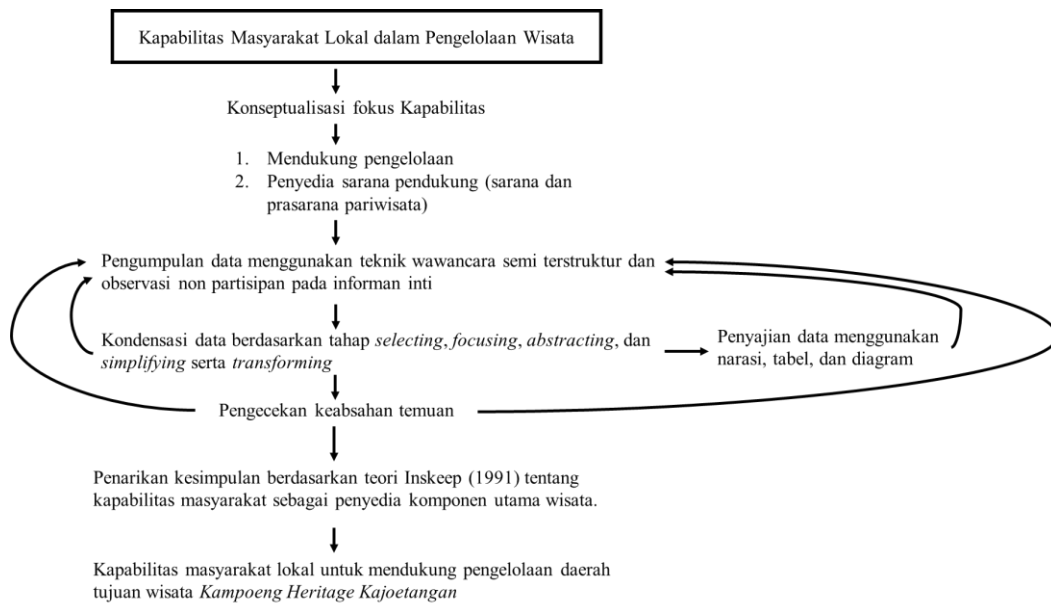 Kapabilitas Masyarakat Lokal dalam Pengelolaan Wisata
Konseptualisasi fokus Kapabilitas
1. Mendukung pengelolaan
2. Penyedia sarana pendukung (sarana dan
prasarana pariwisata)
Pengumpulan data menggunakan teknik wawancara semi terstruktur dan
observasi non partisipan pada informan inti
Kondensasi data berdasarkan tahap selecting, focusing, abstracting, dan
simplifying serta transforming
Penyajian data menggunakan
narasi, tabel, dan diagram
Pengecekan keabsahan temuan
Penarikan kesimpulan berdasarkan teori Inskeep (1991) tentang
kapabilitas masyarakat sebagai penyedia komponen utama wisata.
Kapabilitas masyarakat lokal untuk mendukung pengelolaan daerah
tujuan wisata Kampoeng Heritage Kajoetangan